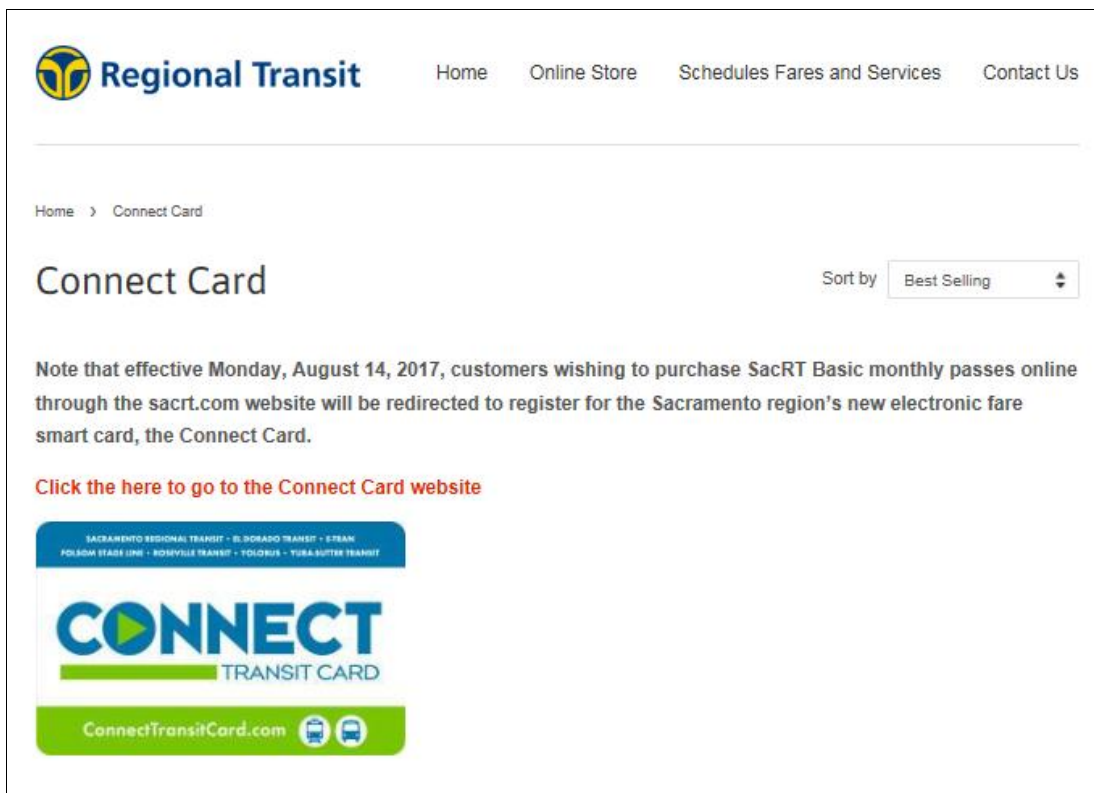 Regional Transit
Home Online Store Schedules Fares and Services Contact Us
Home › Connect Card
Connect Card
Sort by Best Selling
Note that effective Monday, August 14, 2017, customers wishing to purchase SacRT Basic monthly passes online
through the sacrt.com website will be redirected to register for the Sacramento region's new electronic fare
smart card, the Connect Card.
Click the here to go to the Connect Card website
SACRAMENTO REGIONAL TRANSIT • EL DORADO TRANSIT • E-TRAN
FOLSOM STAGE LINE • ROSEVILLE TRANSIT • YOLOBUS • YUBA-SUTTER TRANSIT
CONNECT
TRANSIT CARD
ConnectTransitCard.com